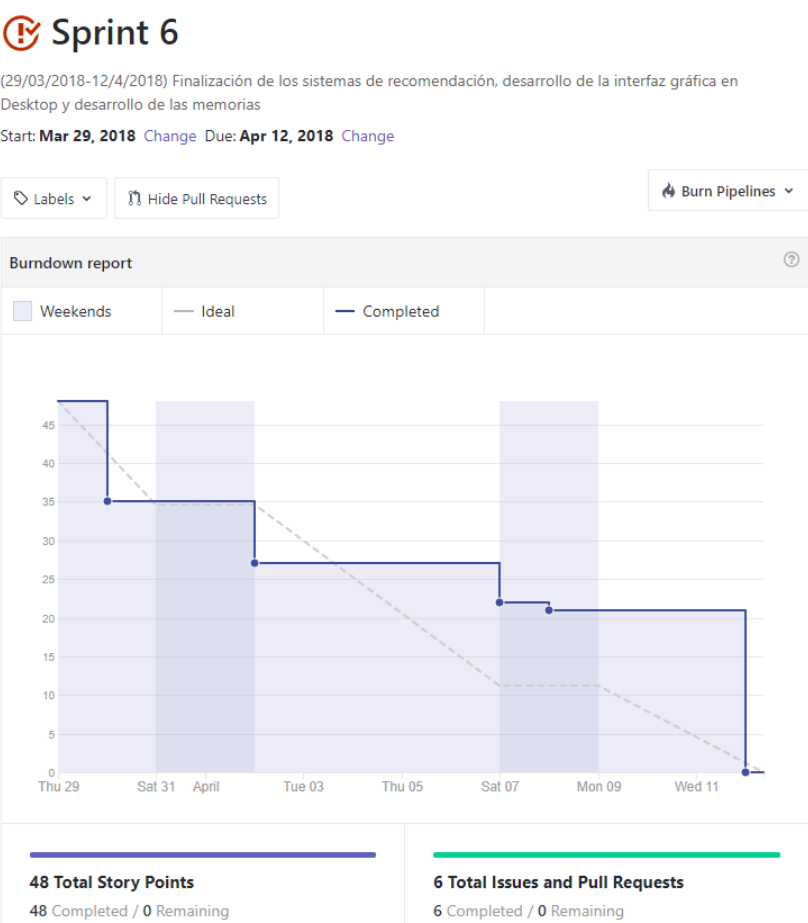 Sprint 6
(29/03/2018-12/4/2018) Finalización de los sistemas de recomendación, desarrollo de la interfaz gráfica en
Desktop y desarrollo de las memorias
Start: Mar 29, 2018 Change Due: Apr 12, 2018 Change
Labels
Hide Pull Requests
Burn Pipelines
Burndown report
Weekends
Ideal
Completed
45
40
35
30
25
20
15
10
5
0
Thu 29 Sat 31 April Tue 03 Thu 05 Sat 07 Mon 09 Wed 11
48 Total Story Points
48 Completed / 0 Remaining
6 Total Issues and Pull Requests
6 Completed / 0 Remaining